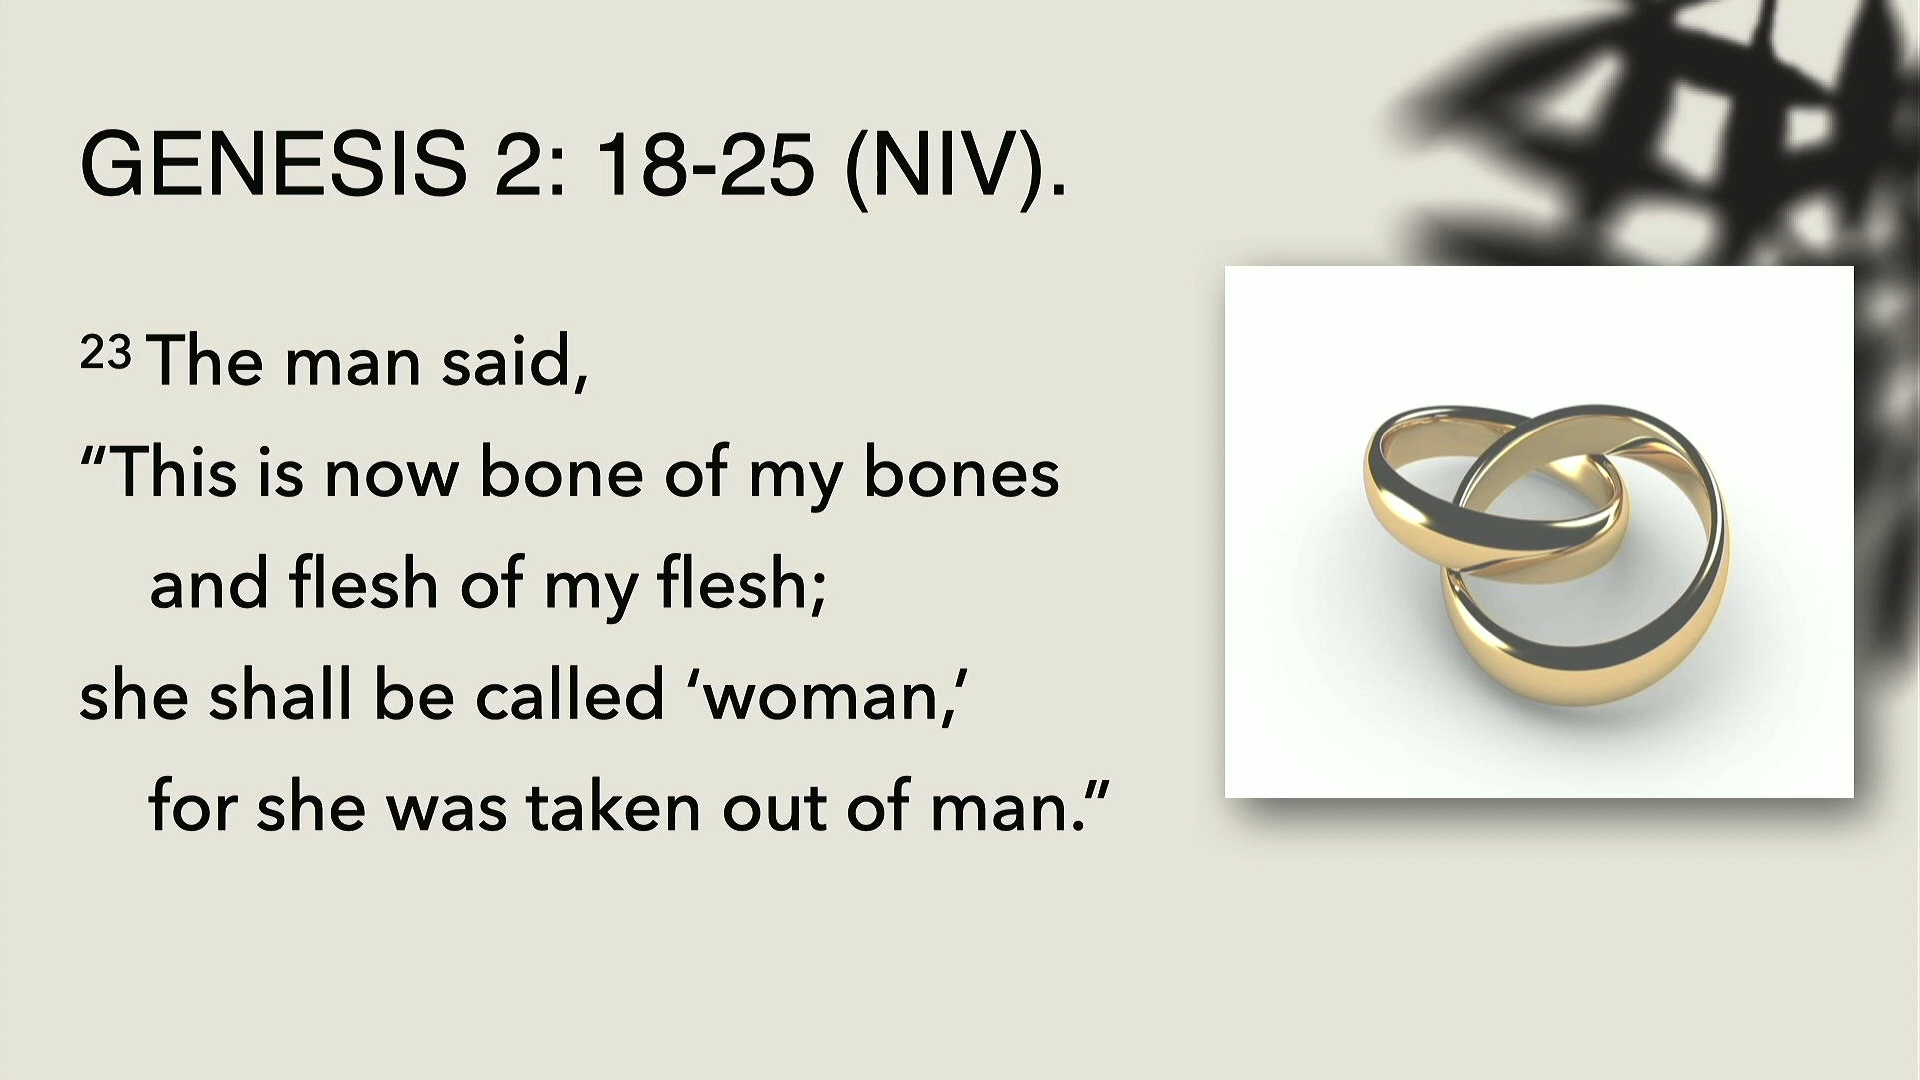 GENESIS 2: 18-25 (NIV).
23 The man said,
“This is now bone of my bones
and flesh of my flesh;
she shall be called ‘woman,’
for she was taken out of man.”